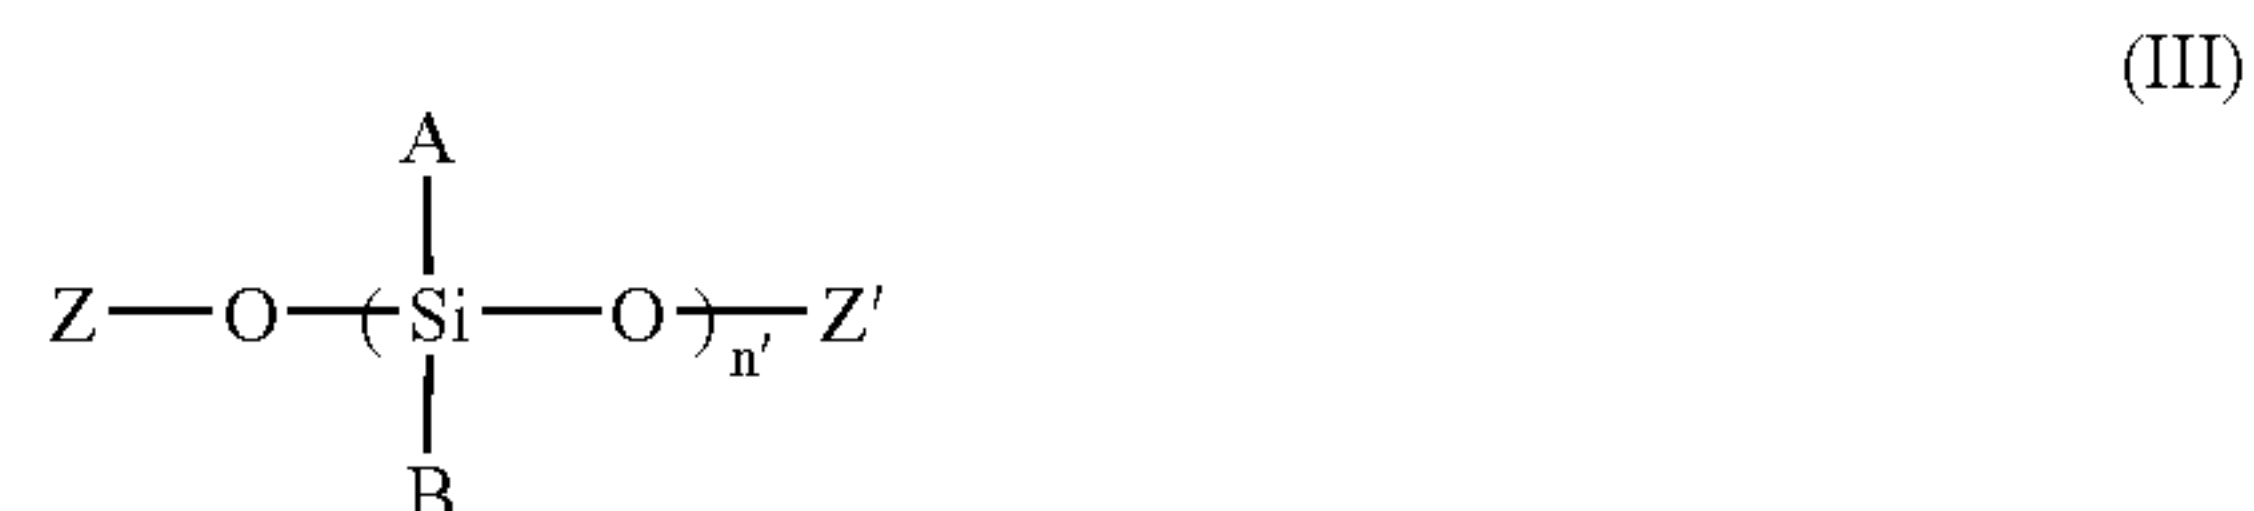 (III)
A
Z—O—(Si—O)n'—Z'
B